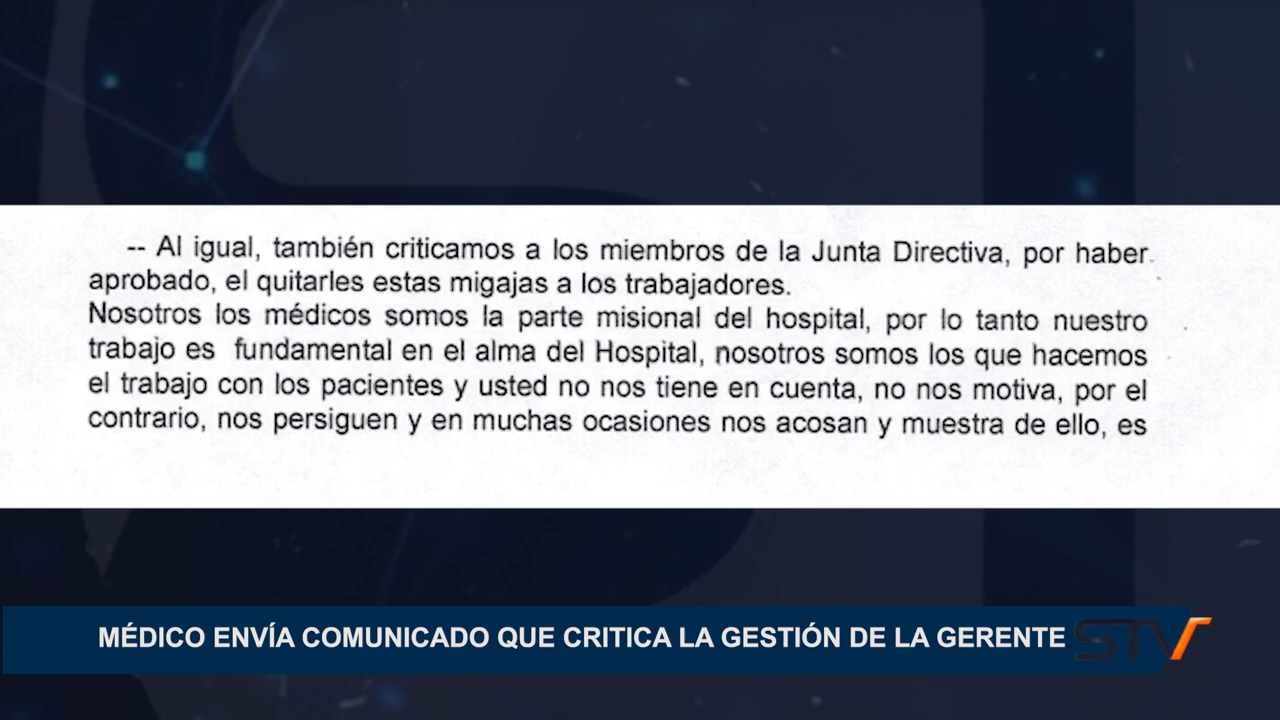 -- Al igual, también criticamos a los miembros de la Junta Directiva, por haber
aprobado, el quitarles estas migajas a los trabajadores.
Nosotros los médicos somos la parte misional del hospital, por lo tanto nuestro
trabajo es fundamental en el alma del Hospital, nosotros somos los que hacemos
el trabajo con los pacientes y usted no nos tiene en cuenta, no nos motiva, por el
contrario, nos persiguen y en muchas ocasiones nos acosan y muestra de ello, es
MÉDICO ENVÍA COMUNICADO QUE CRITICA LA GESTIÓN DE LA GERENTE
STV